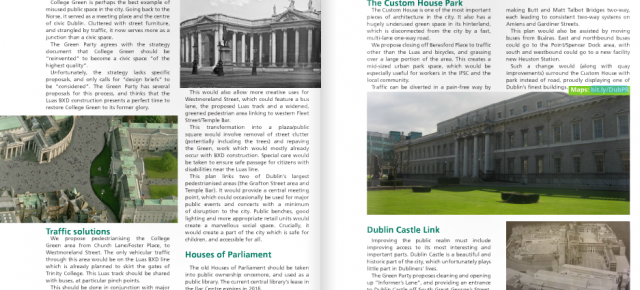 College Green is perhaps the best example of
misused public space in the city. Going back to the
Norse, it served as a meeting place and the centre
of civic Dublin. Cluttered with street furniture,
and strangled by traffic, it now serves more as a
junction than a civic space.
The Green Party agrees with the strategy
document that College Green should be
"reinvented" to become a civic space "of the
highest quality".
Unfortunately, the strategy lacks specific
proposals, and only calls for "design briefs" to
be "considered". The Green Party has several
proposals for this process, and thinks that the
Luas BXD construction presents a perfect time to
restore College Green to its former glory.
Traffic solutions
We propose pedestrianising the College
Green area from Church Lane/Foster Place, to
Westmoreland Street. The only vehicular traffic
through this area would be on the Luas BXD line
which is already planned to skirt the gates of
Trinity College. This Luas track should be shared
with buses, at particular pinch points.
This should be done in conjunction with major
This would also allow more creative uses for
Westmoreland Street, which could feature a bus
lane, the proposed Luas track and a widened,
greened pedestrian area linking to western Fleet
Street/Temple Bar.
This transformation into a plaza/public
square would involve removal of street clutter
(potentially including the trees) and repaving
the Green, work which would mostly already
occur with BXD construction. Special care would
be taken to ensure safe passage for citizens with
disabilities near the Luas line.
This plan links two of Dublin's largest
pedestrianised areas (the Grafton Street area and
Temple Bar). It would provide a central meeting
point, which could occasionally be used for major
public events and concerts with a minimum
of disruption to the city. Public benches, good
lighting and more appropriate retail units would
create a marvellous social space. Crucially, it
would create a part of the city which is safe for
children, and accessible for all.
Houses of Parliament
The old Houses of Parliament should be taken
into public ownership tomorrow, and used as a
public library. The current central library's lease in
the Ilac Centre expires in 2016.
The Custom House Park
The Custom House is one of the most important
pieces of architecture in the city. It also has a
hugely underused green space in its hinterland,
which is disconnected from the city by a fast,
multi-lane one-way road.
We propose closing off Beresford Place to traffic
other than the Luas and bicycles, and grassing
over a large portion of the area. This creates a
mid-sized urban park space, which would be
especially useful for workers in the IFSC and the
local community.
Traffic can be diverted in a pain-free way by
making Butt and Matt Talbot Bridges two-way,
each leading to consistent two-way systems on
Amiens and Gardiner Streets.
This plan would also be assisted by moving
buses from Busáras. East and northbound buses
could go to the Point/Spencer Dock area, with
south and westbound could go to a new facility
near Heuston Station.
Such a change would (along with quay
improvements) surround the Custom House with
park instead of road, proudly displaying one of
Dublin's finest buildings.
Maps: bit.ly/DubPR
Dublin Castle Link
Improving the public realm must include
improving access to its most interesting and
important parts. Dublin Castle is a beautiful and
historic part of the city, which unfortunately plays
little part in Dubliners' lives.
The Green Party proposes cleaning and opening
up "Informer's Lane", and providing an entrance
to Dublin Castle off South Great George's Street.